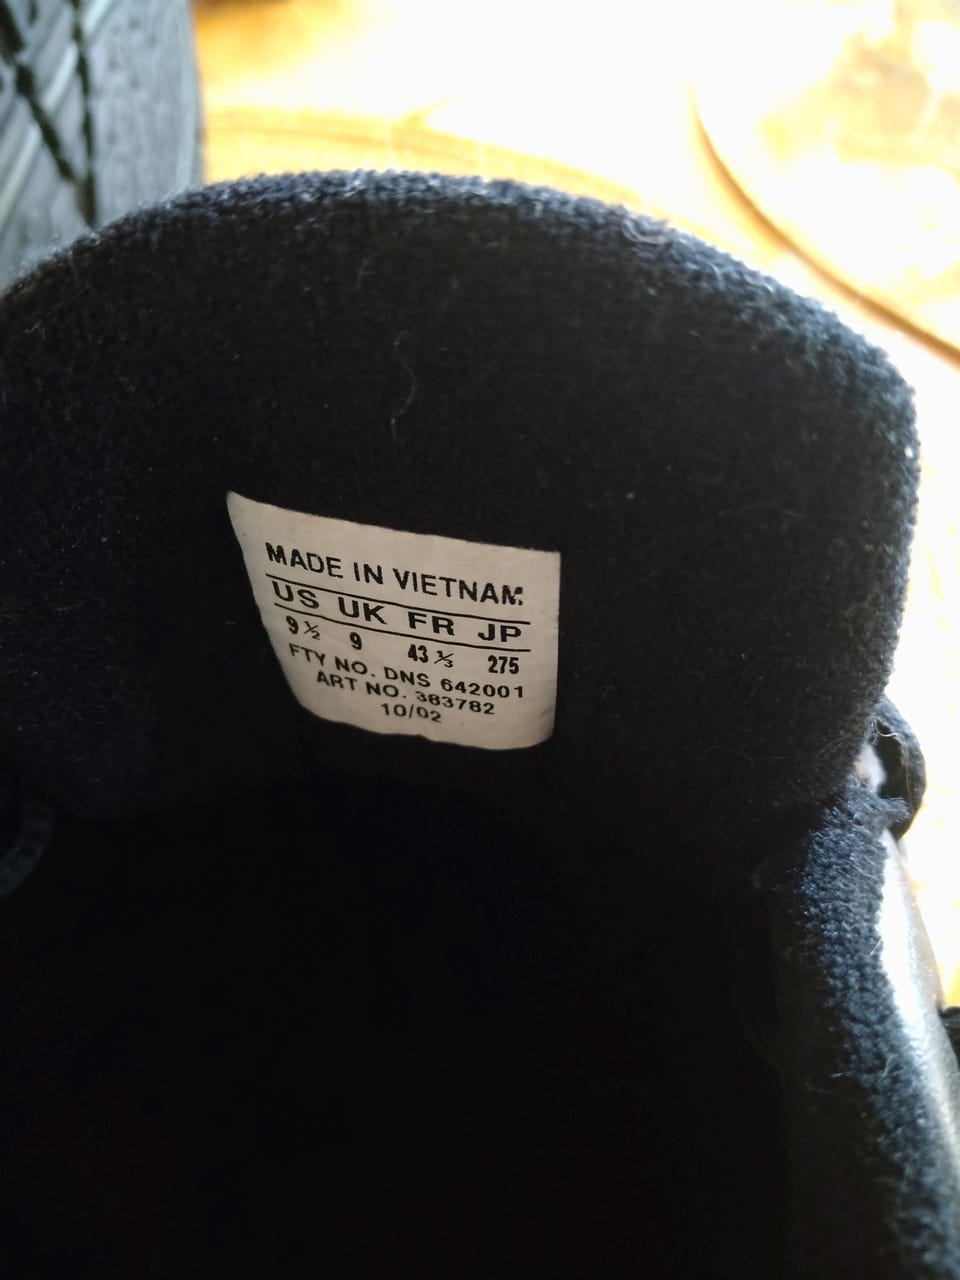 MADE IN VIETNAM
US UK FR JP
9½ 9 43⅓ 275
FTY NO. DNS 642001
ART NO. 383782
10/02